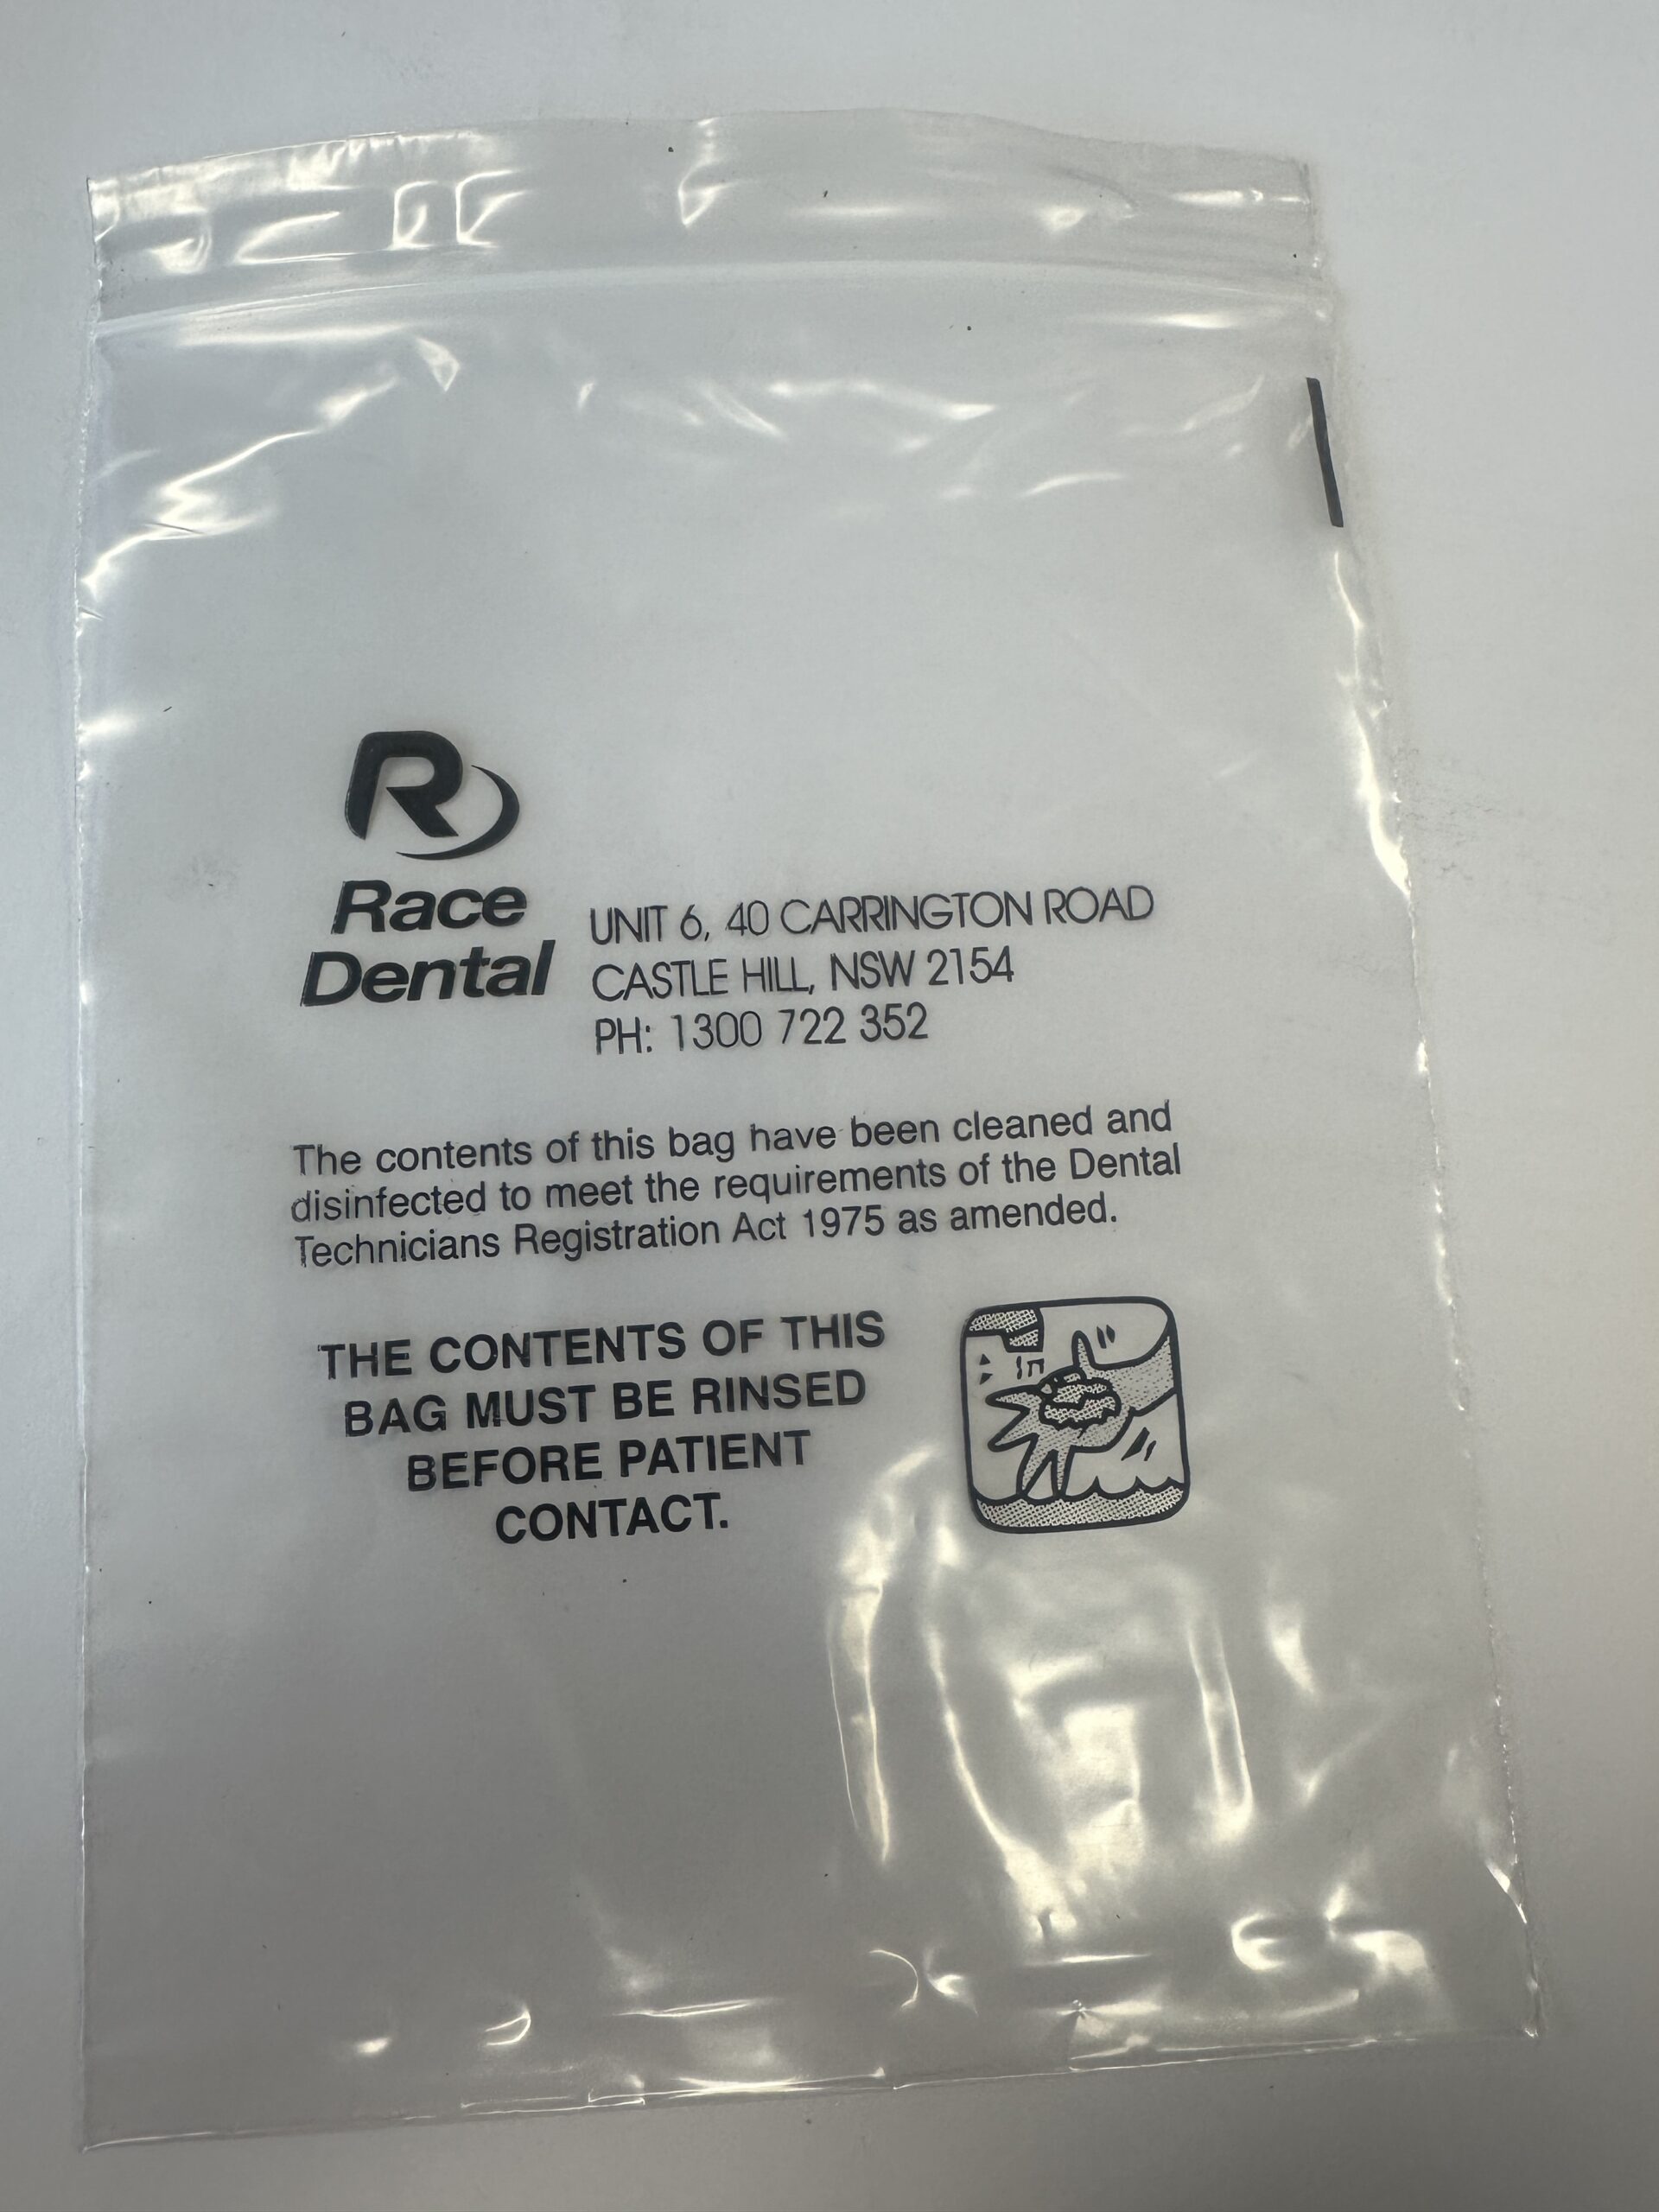 R
Race
Dental
UNIT 6, 40 CARRINGTON ROAD
CASTLE HILL, NSW 2154
PH: 1300 722 352
The contents of this bag have been cleaned and
disinfected to meet the requirements of the Dental
Technicians Registration Act 1975 as amended.
THE CONTENTS OF THIS
BAG MUST BE RINSED
BEFORE PATIENT
CONTACT.